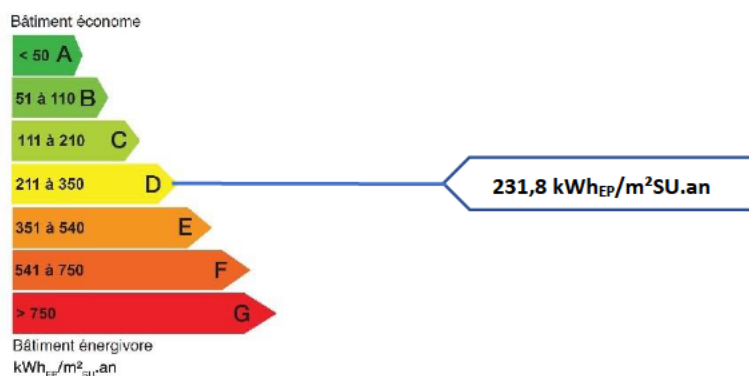 Bâtiment économe
< 50 A
51 à 110 B
111 à 210 C
211 à 350 D
231,8 kWhEP/m²SU.an
351 à 540 E
541 à 750 F
> 750 G
Bâtiment énergivore
kWhEP/m²SU.an